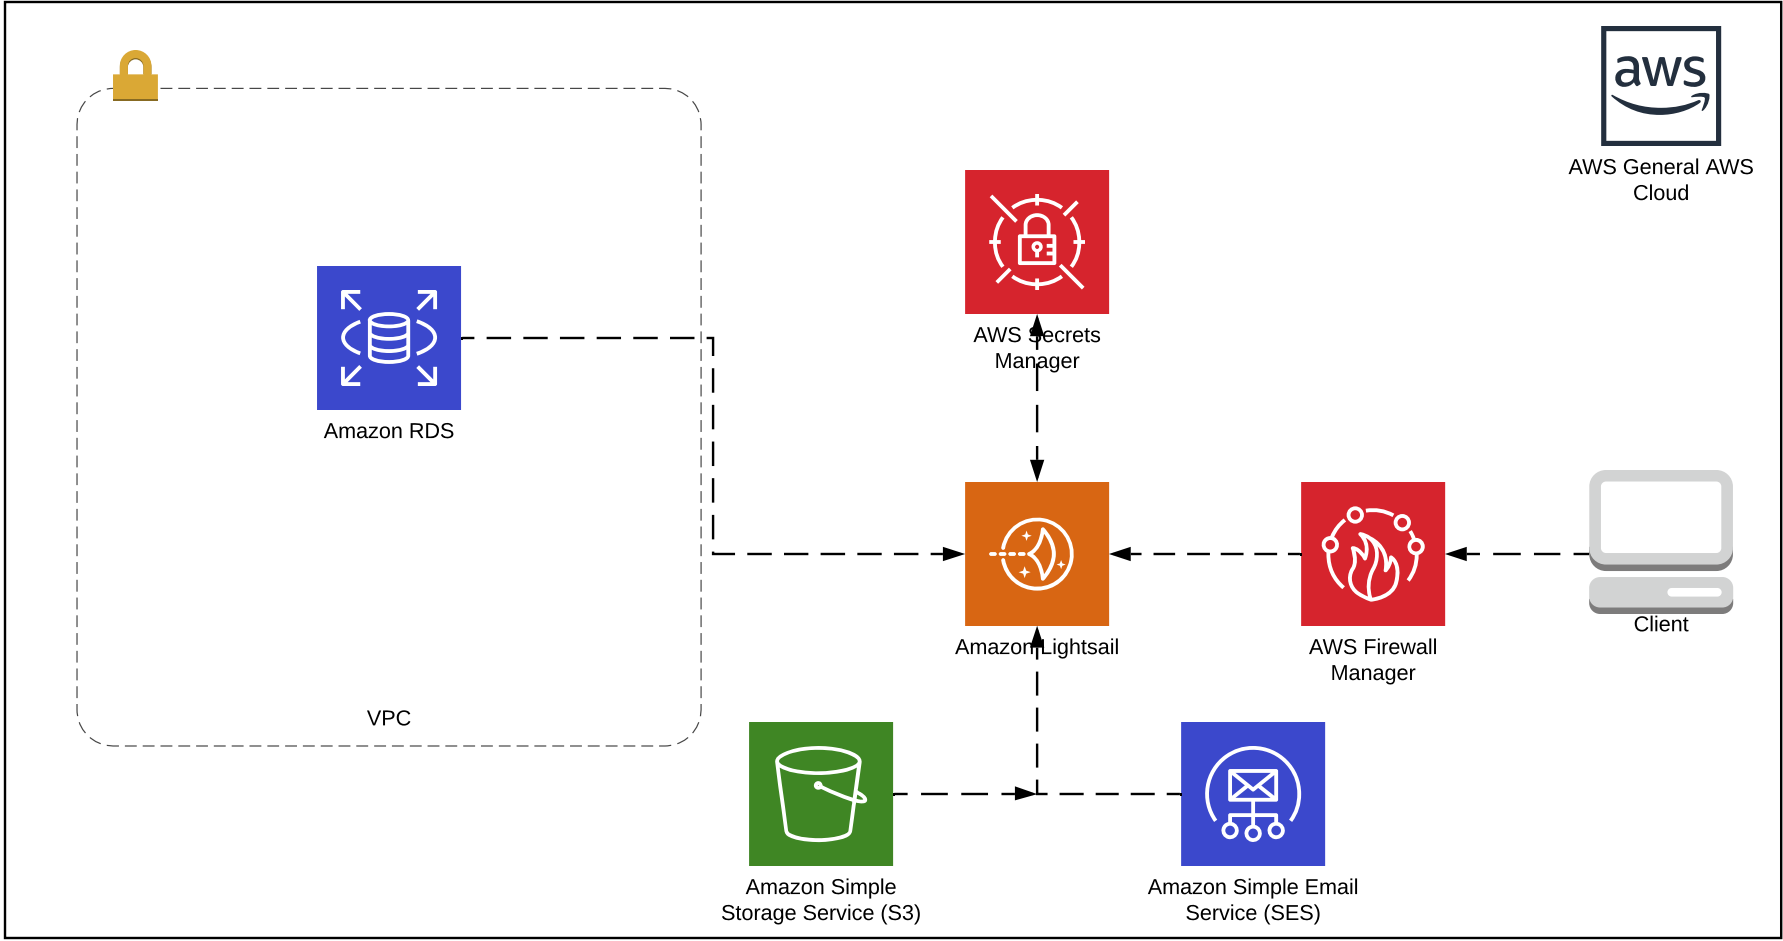 aws
AWS General AWS
Cloud
AWS Secrets
Manager
Amazon RDS
Amazon Lightsail
AWS Firewall
Manager
Client
VPC
Amazon Simple
Storage Service (S3)
Amazon Simple Email
Service (SES)